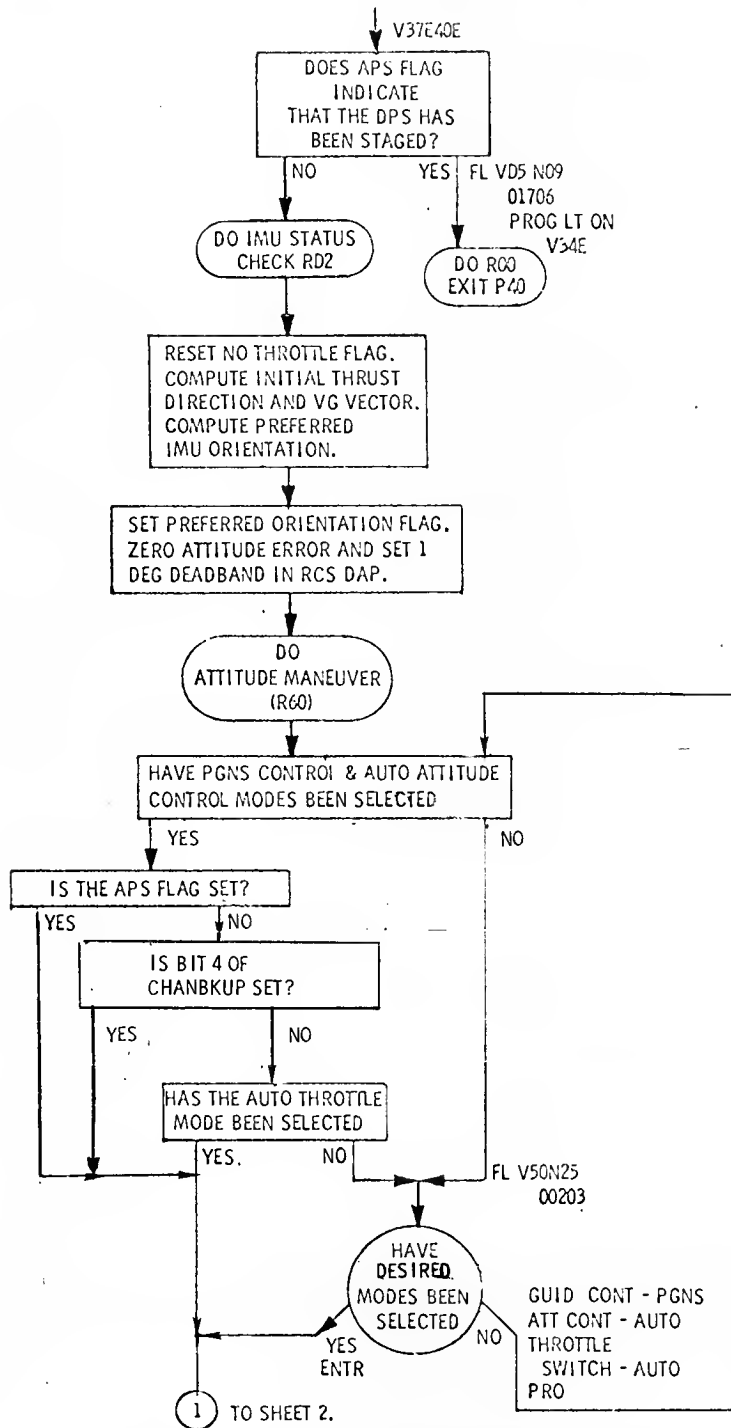 V37E40E
DOES APS FLAG
INDICATE
THAT THE DPS HAS
BEEN STAGED?
NO
YES
FL VD5 N09
01706
PROG LT ON
V34E
DO IMU STATUS
CHECK RD2
DO R00
EXIT P40
RESET NO THROTTLE FLAG.
COMPUTE INITIAL THRUST
DIRECTION AND VG VECTOR.
COMPUTE PREFERRED
IMU ORIENTATION.
SET PREFERRED ORIENTATION FLAG.
ZERO ATTITUDE ERROR AND SET 1
DEG DEADBAND IN RCS DAP.
DO
ATTITUDE MANEUVER
(R60)
HAVE PGNS CONTROL & AUTO ATTITUDE
CONTROL MODES BEEN SELECTED
YES
NO
IS THE APS FLAG SET?
YES
NO
IS BIT 4 OF
CHANBKUP SET?
YES
NO
HAS THE AUTO THROTTLE
MODE BEEN SELECTED
YES.
NO
FL V50N25
00203
HAVE
DESIRED
MODES BEEN
SELECTED
YES
ENTR
NO
GUID CONT - PGNS
ATT CONT - AUTO
THROTTLE
SWITCH - AUTO
PRO
1 TO SHEET 2.